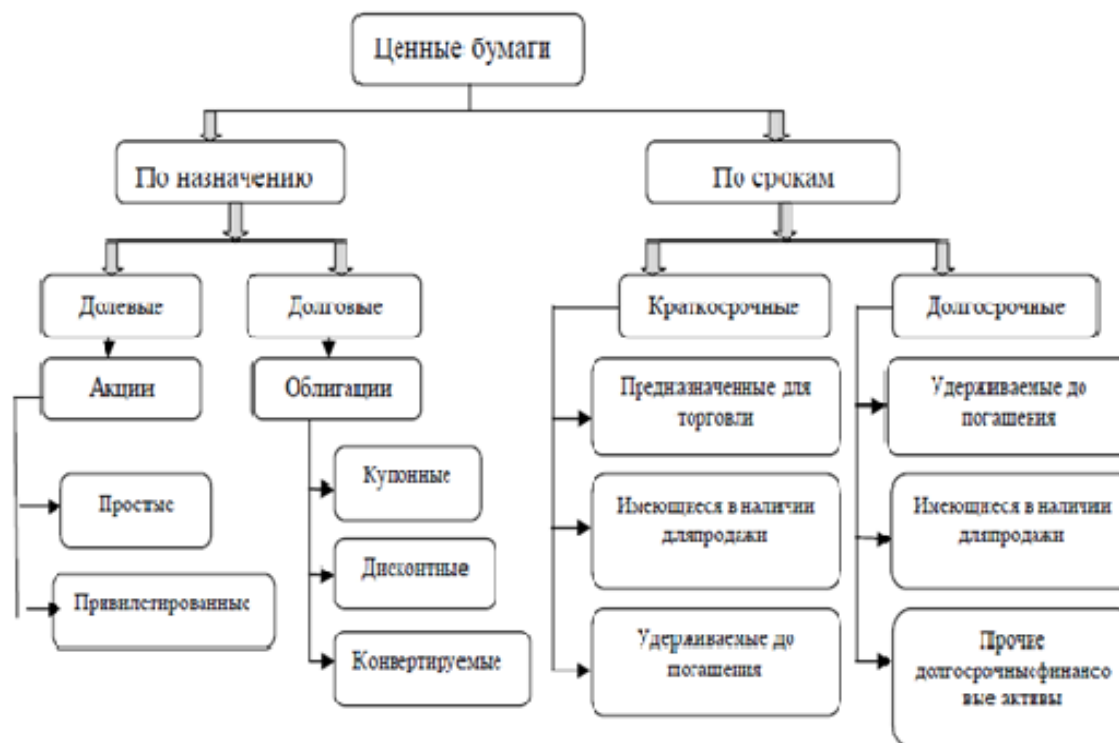 Ценные бумаги
По назначению
По срокам
Долевые
Долговые
Краткосрочные
Долгосрочные
Акции
Облигации
Предназначенные для
торговли
Удерживаемые до
погашения
Купонные
Простые
Имеющиеся в наличии
дляпродажи
Имеющиеся в наличии
дляпродажи
Дисконтные
Привилегированные
Конвертируемые
Удерживаемые до
погашения
Прочие
долгосрочныефинансо
вые активы